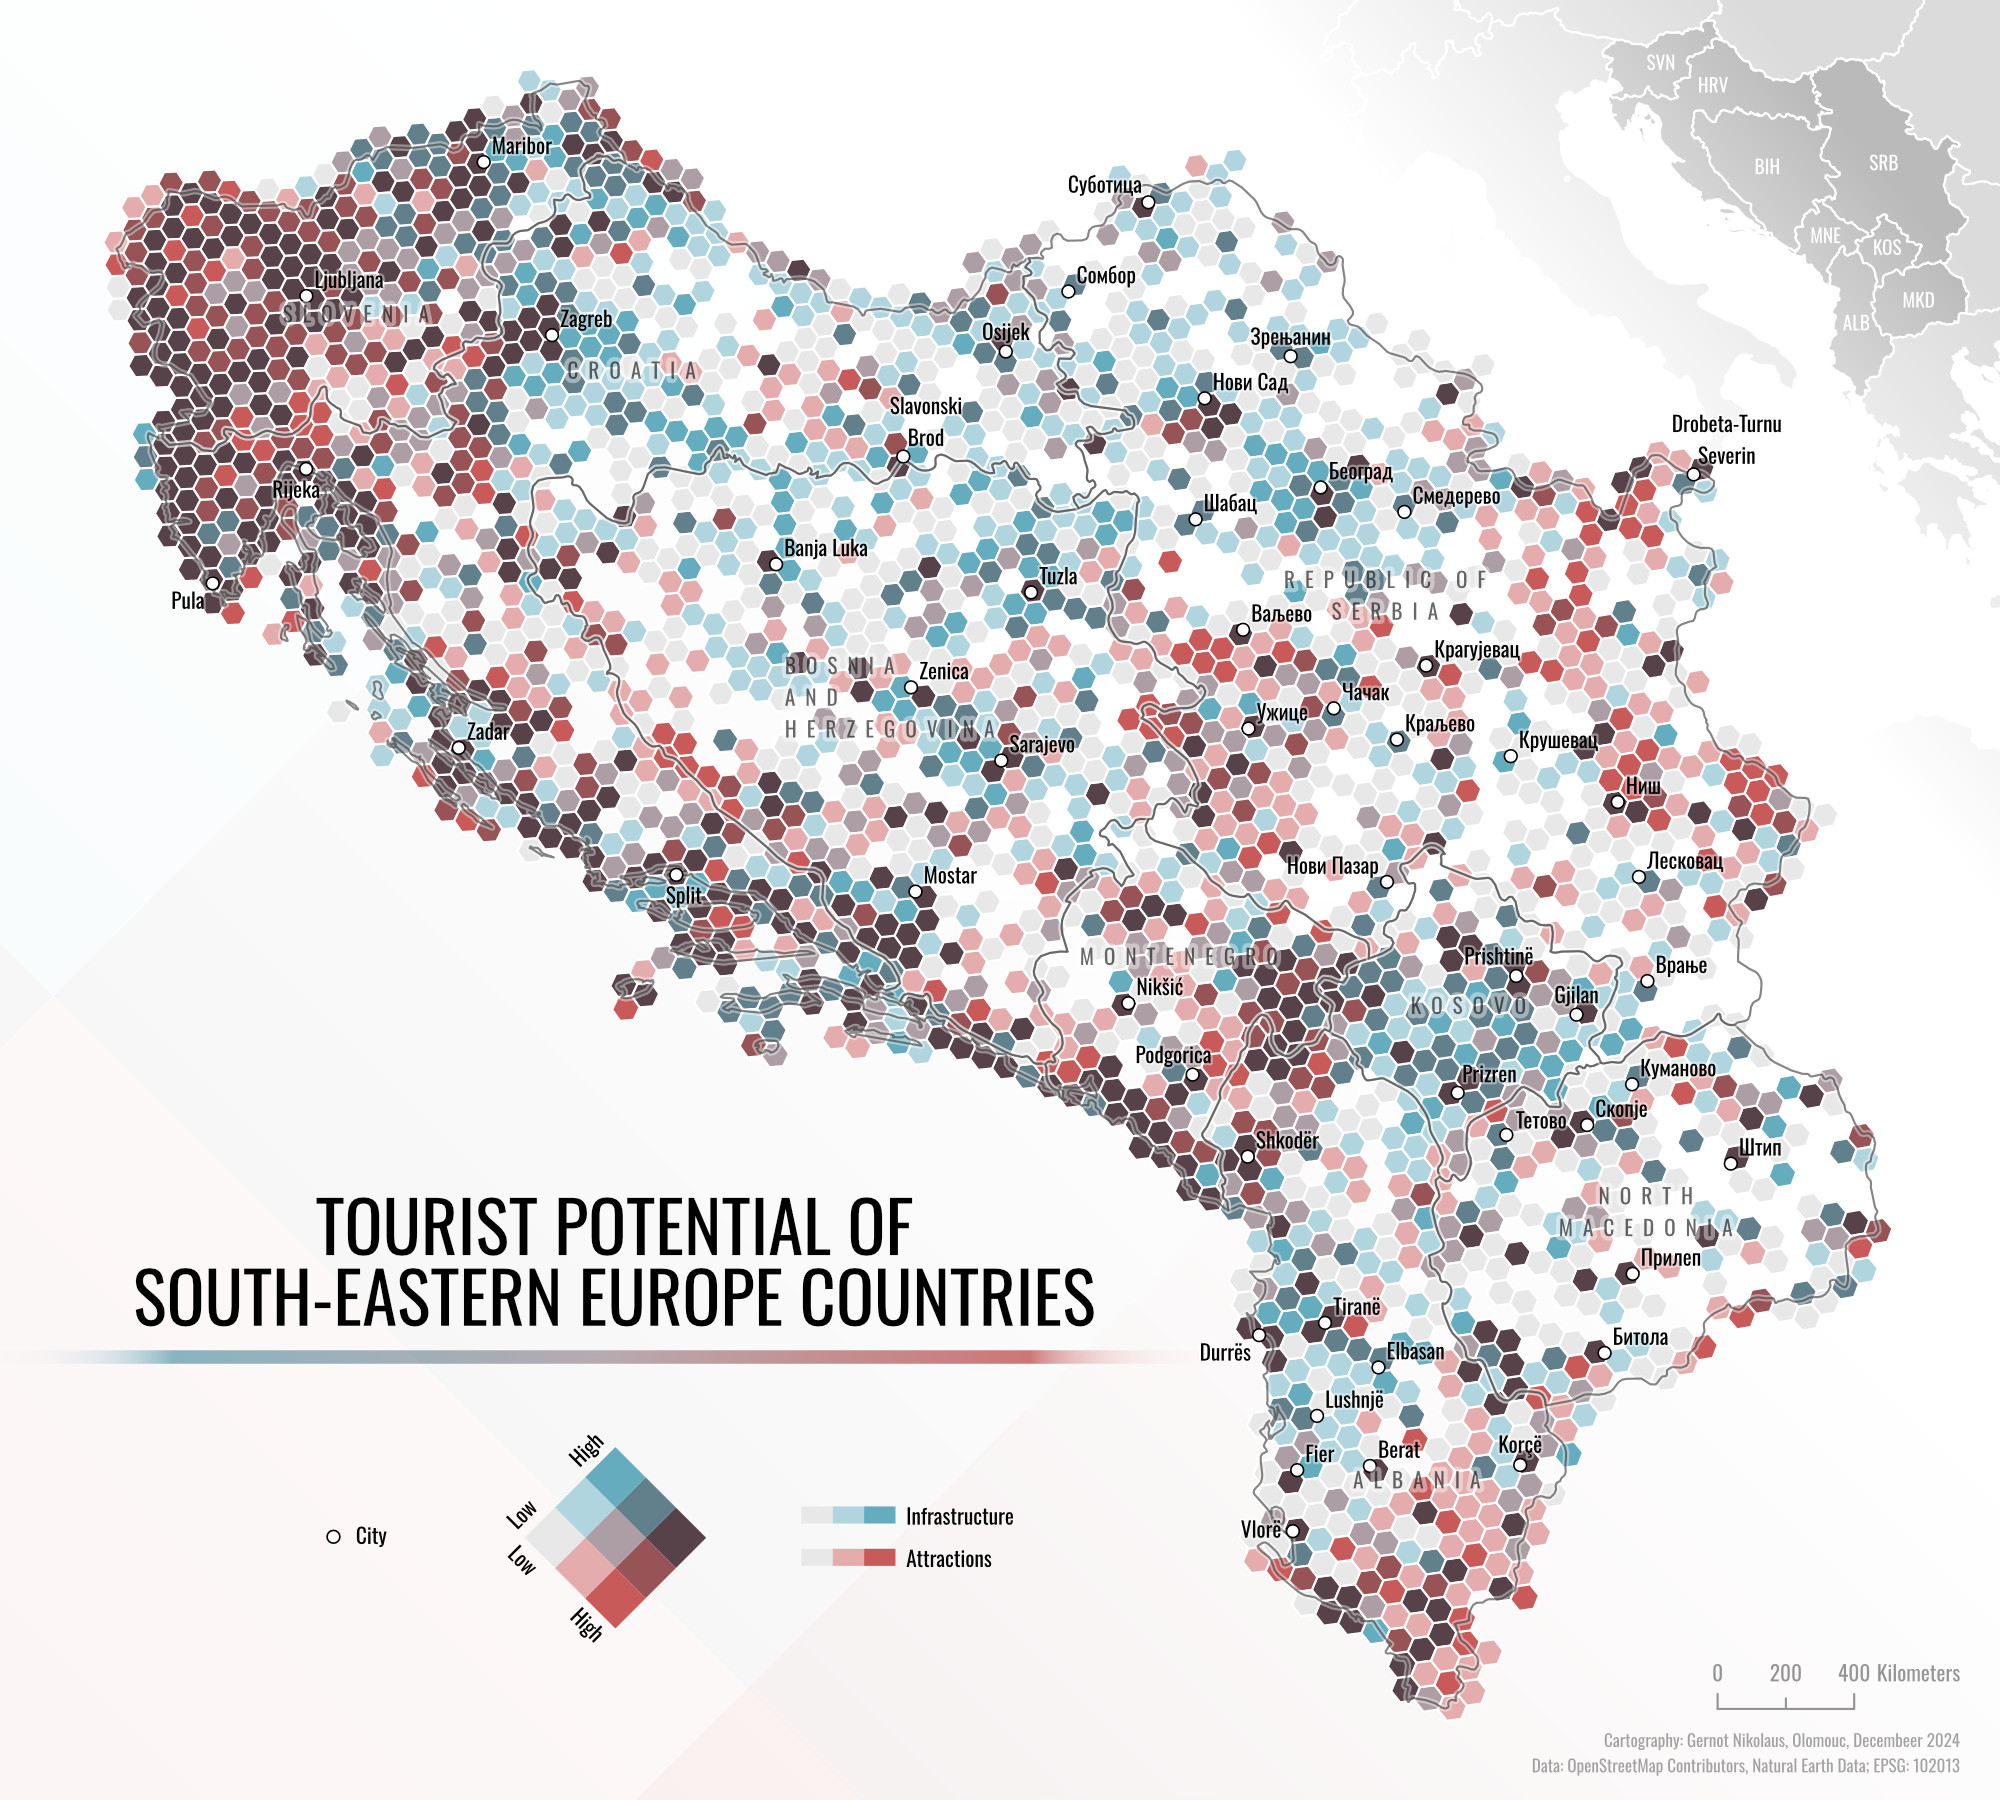 SVN
HRV
BIH
SRB
MNE
KOS
MKD
ALB
Maribor
Суботица
Ljubljana
SLOVENIA
Сомбор
Zagreb
CROATIA
Osijek
Зрењанин
Нови Сад
Slavonski
Brod
Drobeta-Turnu
Severin
Rijeka
Београд
Смедерево
Шабац
Banja Luka
Tuzla
REPUBLIC OF
SERBIA
Pula
Ваљево
Крагујевац
BOSNIA
AND
HERZEGOVINA
Zenica
Чачак
Ужице
Краљево
Крушевац
Zadar
Sarajevo
Ниш
Нови Пазар
Лесковац
Split
Mostar
MONTENEGRO
Prishtinë
Врање
Nikšić
KOSOVO
Gjilan
Podgorica
Prizren
Куманово
Тетово
Скопје
Shkodër
Штип
NORTH
MACEDONIA
Прилеп
TOURIST POTENTIAL OF
SOUTH-EASTERN EUROPE COUNTRIES
Tiranë
Durrës
Elbasan
Битола
Lushnjë
Fier
Berat
Korçë
ALBANIA
Vlorë
City
High
Low
Low
High
Infrastructure
Attractions
0 200 400 Kilometers
Cartography: Gernot Nikolaus, Olomouc, Decembeer 2024
Data: OpenStreetMap Contributors, Natural Earth Data; EPSG: 102013